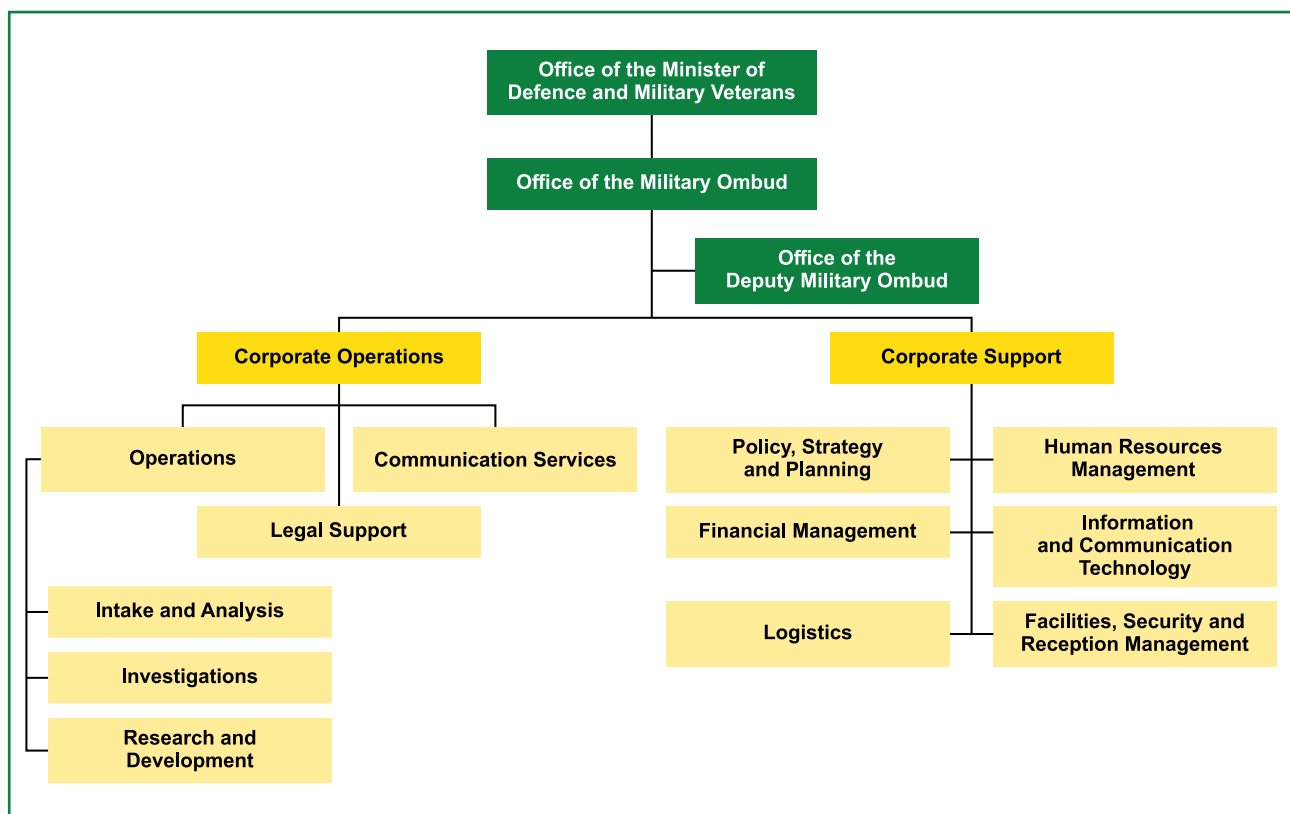 Office of the Minister of
Defence and Military Veterans
Office of the Military Ombud
Office of the
Deputy Military Ombud
Corporate Operations
Corporate Support
Operations
Communication Services
Legal Support
Intake and Analysis
Investigations
Research and
Development
Policy, Strategy
and Planning
Human Resources
Management
Financial Management
Information
and Communication
Technology
Logistics
Facilities, Security and
Reception Management